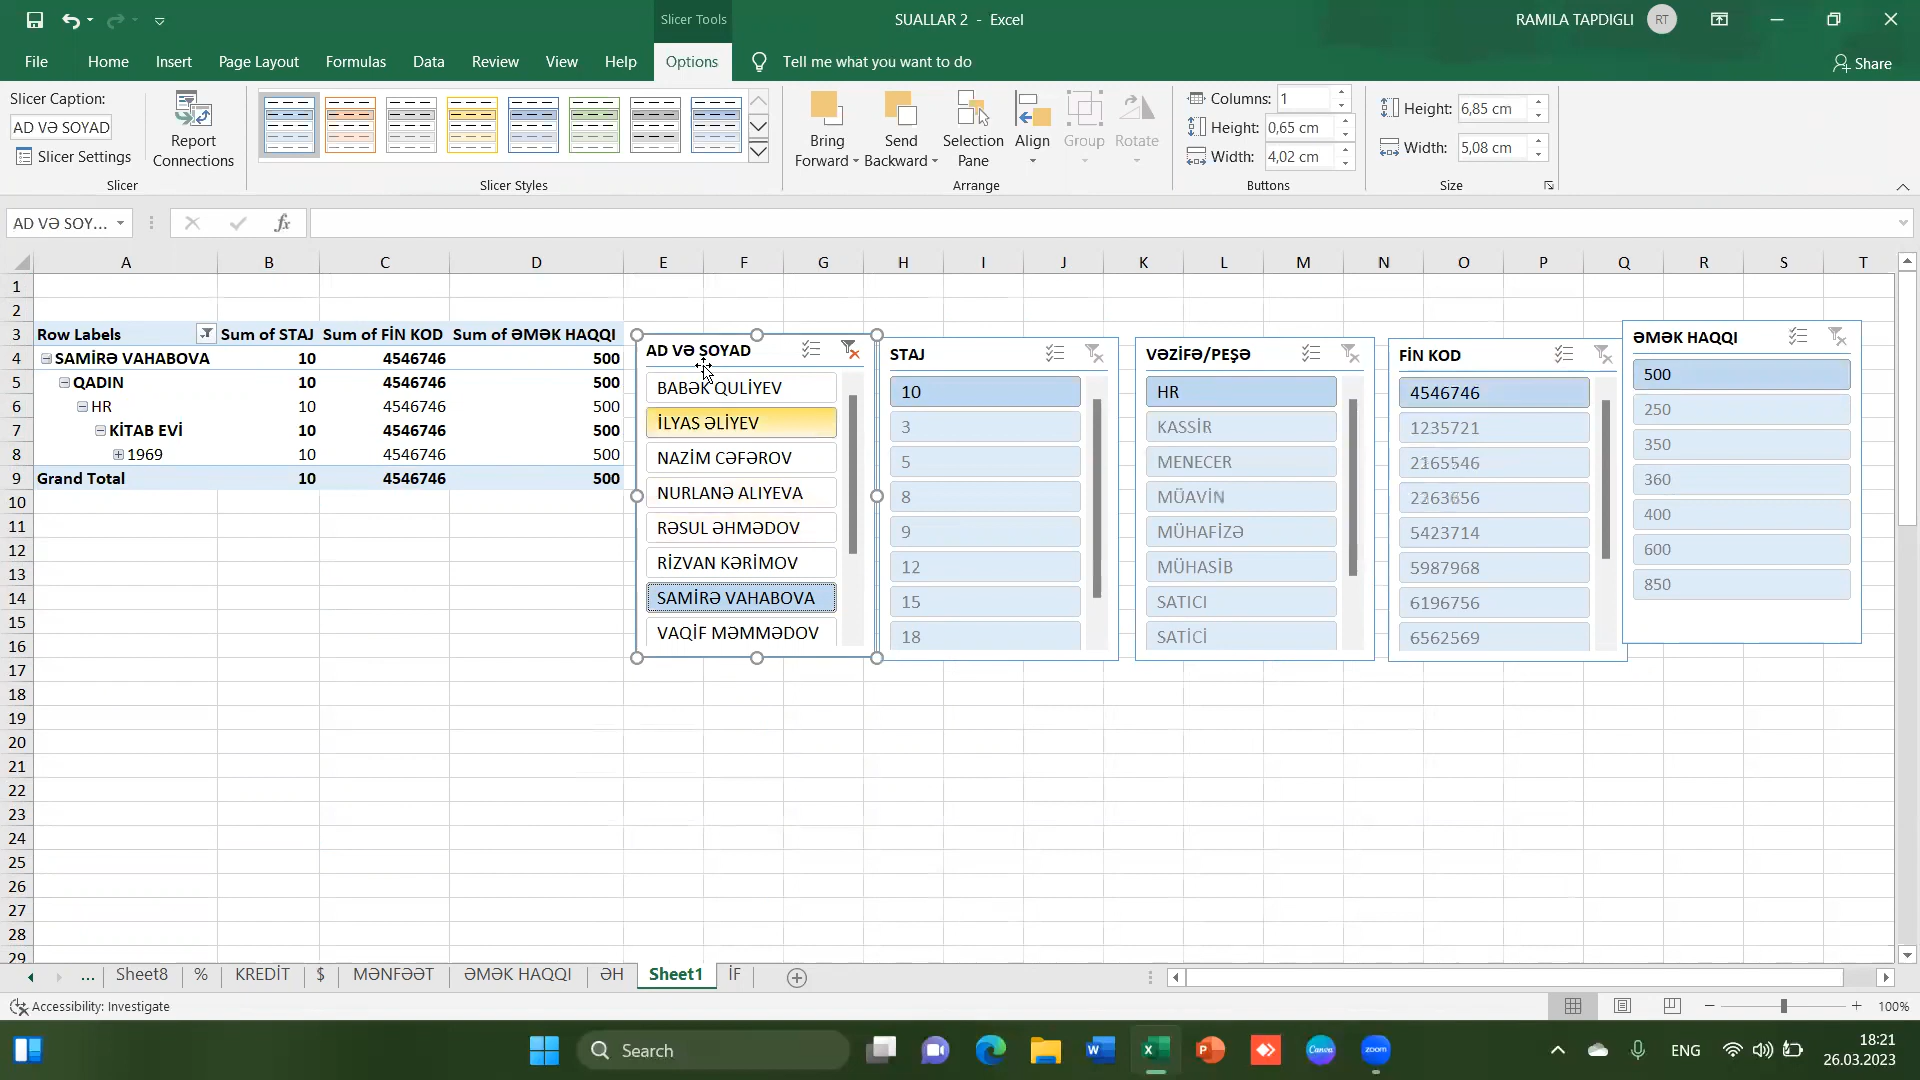 Slicer Tools
SUALLAR 2 - Excel
RAMILA TAPDIGLI RT
File Home Insert Page Layout Formulas Data Review View Help Options Tell me what you want to do Share
Slicer Caption:
AD VƏ SOYAD
Slicer Settings
Report Connections
Slicer
Slicer Styles
Bring Forward
Send Backward
Selection Pane
Align
Group
Rotate
Arrange
Columns: 1
Height: 0,65 cm
Width: 4,02 cm
Buttons
Height: 6,85 cm
Width: 5,08 cm
Size
AD VƏ SOY...
fx
A B C D E F G H I J K L M N O P Q R S T
1
2
3 Row Labels Sum of STAJ Sum of FİN KOD Sum of ƏMƏK HAQQI
4 SAMİRƏ VAHABOVA 10 4546746 500
5 QADIN 10 4546746 500
6 HR 10 4546746 500
7 KİTAB EVİ 10 4546746 500
8 1969 10 4546746 500
9 Grand Total 10 4546746 500
10
11
12
13
14
15
16
17
18
19
20
21
22
23
24
25
26
27
28
29
AD VƏ SOYAD
BABƏK QULİYEV
İLYAS ƏLİYEV
NAZİM CƏFƏROV
NURLANƏ ALIYEVA
RƏSUL ƏHMƏDOV
RİZVAN KƏRİMOV
SAMİRƏ VAHABOVA
VAQİF MƏMMƏDOV
STAJ
10
3
5
8
9
12
15
18
VƏZİFƏ/PEŞƏ
HR
KASSİR
MENECER
MÜAVİN
MÜHAFİZƏ
MÜHASİB
SATICI
SATİCİ
FİN KOD
4546746
1235721
2165546
2263656
5423714
5987968
6196756
6562569
ƏMƏK HAQQI
500
250
350
360
400
600
850
... Sheet8 % KREDİT $ MƏNFƏƏT ƏMƏK HAQQI ƏH Sheet1 İF
Accessibility: Investigate
100%
Search
zoom
ENG
18:21
26.03.2023